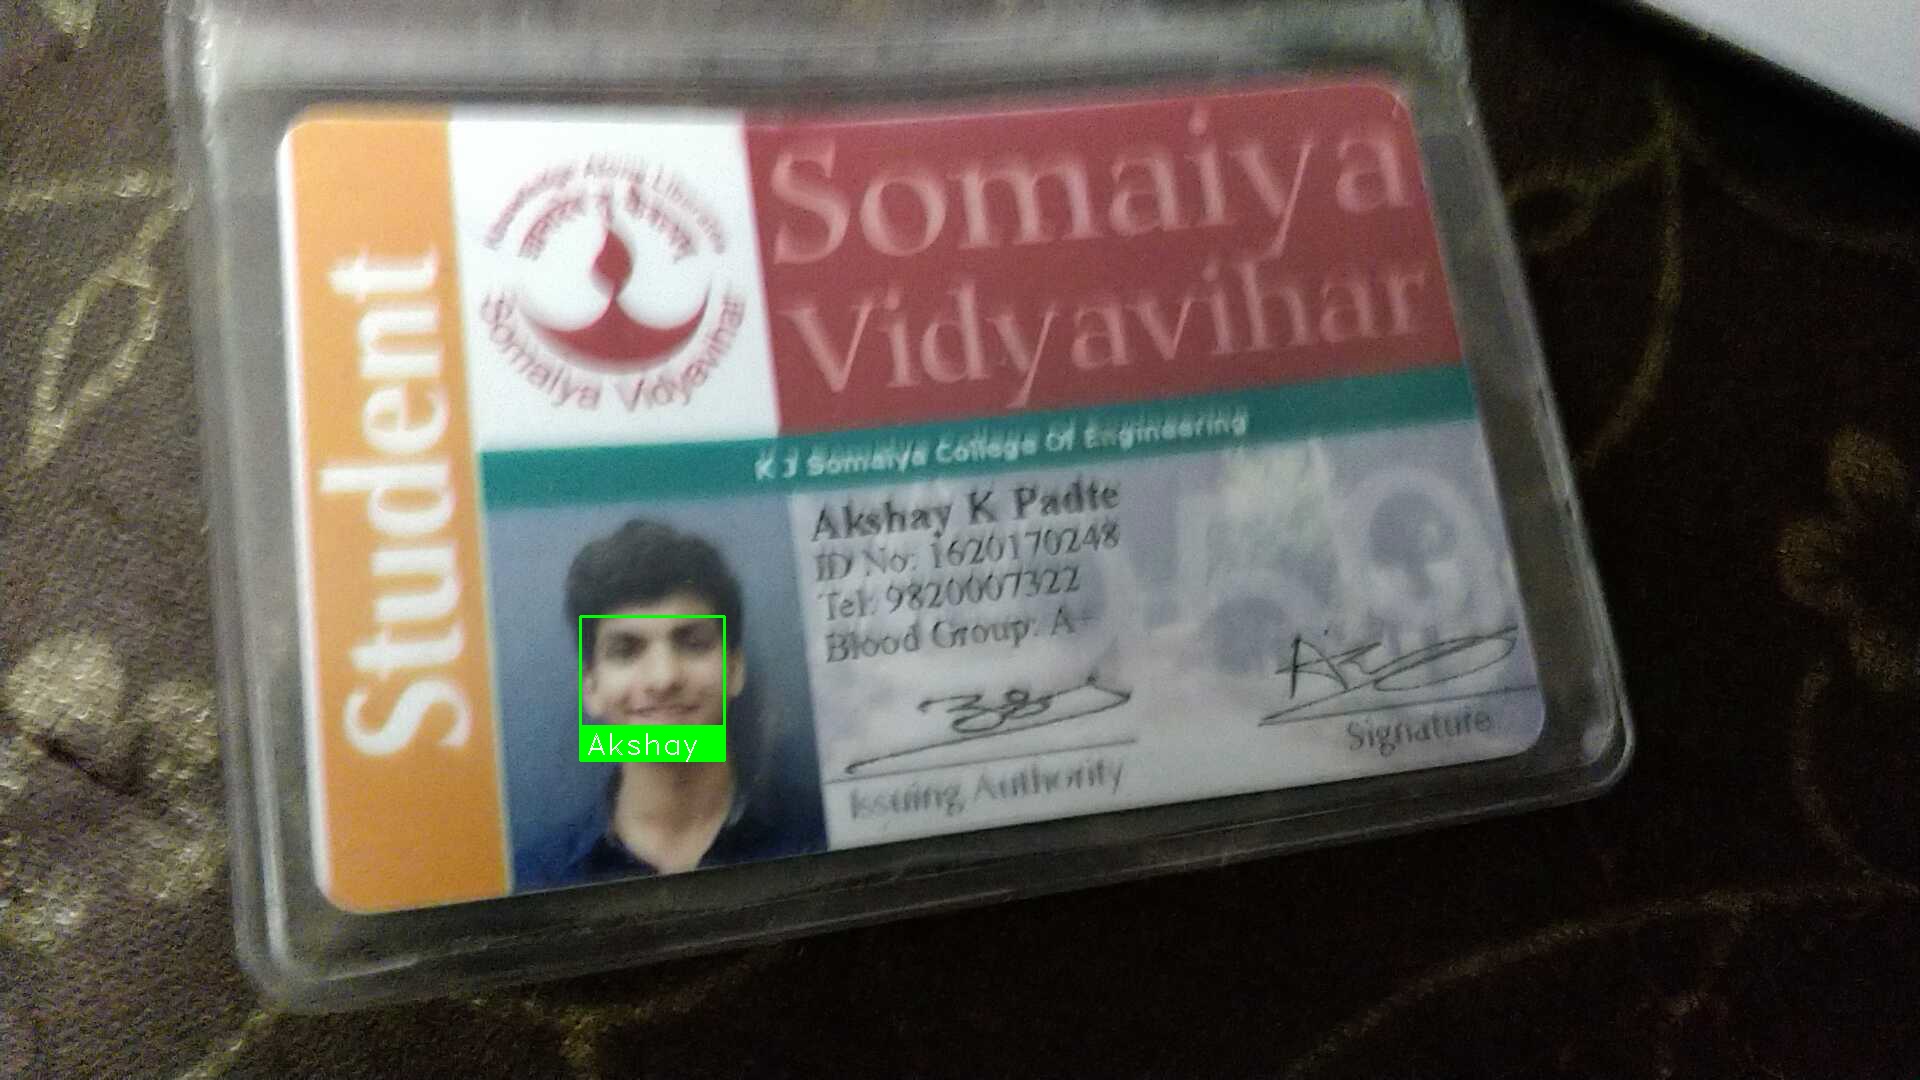 Student
Knowledge Alone Liberates
Somaiya Vidyavihar
Somaiya
Vidyavihar
K J Somaiya College Of Engineering
Akshay K Padte
ID No: 1620170248
Tel: 9820007322
Blood Group: A+
Akshay
Issuing Authority
Signature